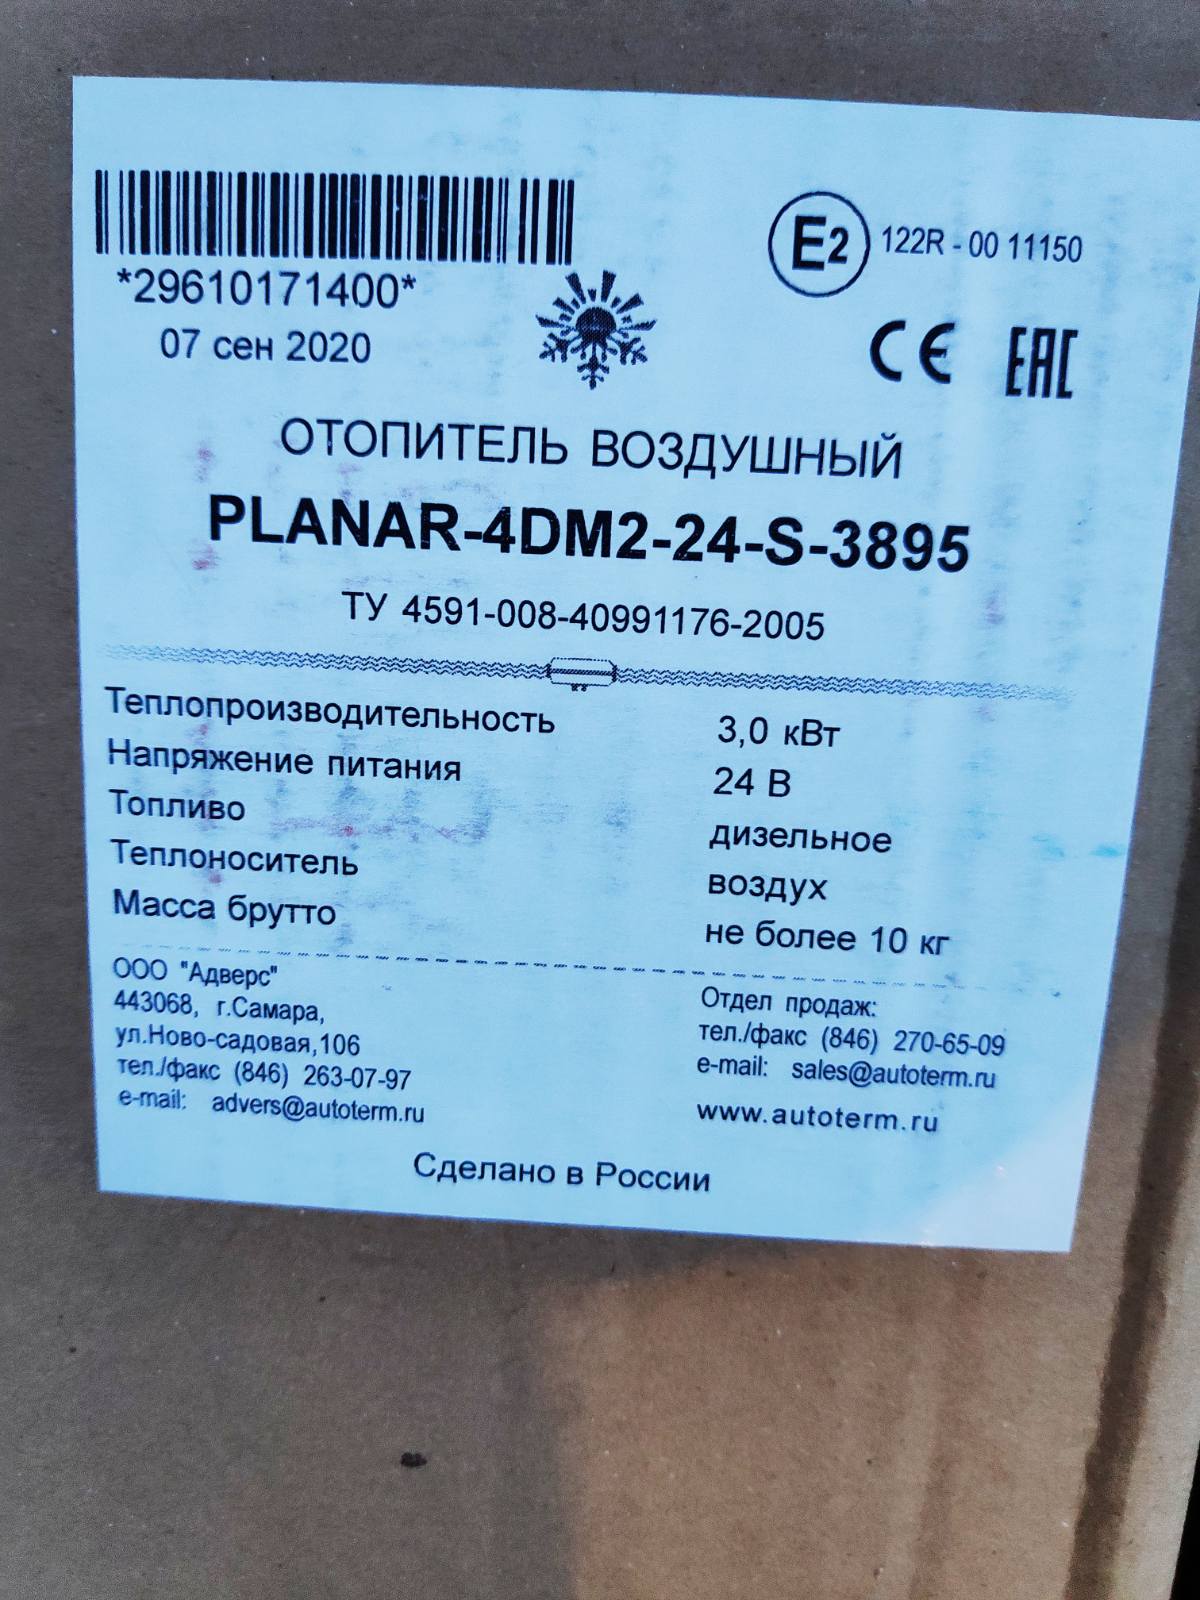 *29610171400*
07 сен 2020
E2 122R - 00 11150
CE EAC
ОТОПИТЕЛЬ ВОЗДУШНЫЙ
PLANAR-4DM2-24-S-3895
ТУ 4591-008-40991176-2005
Теплопроизводительность 3,0 кВт
Напряжение питания 24 В
Топливо дизельное
Теплоноситель воздух
Масса брутто не более 10 кг
ООО "Адверс"
443068, г.Самара,
ул.Ново-садовая,106
тел./факс (846) 263-07-97
e-mail: advers@autoterm.ru
Отдел продаж:
тел./факс (846) 270-65-09
e-mail: sales@autoterm.ru
www.autoterm.ru
Сделано в России